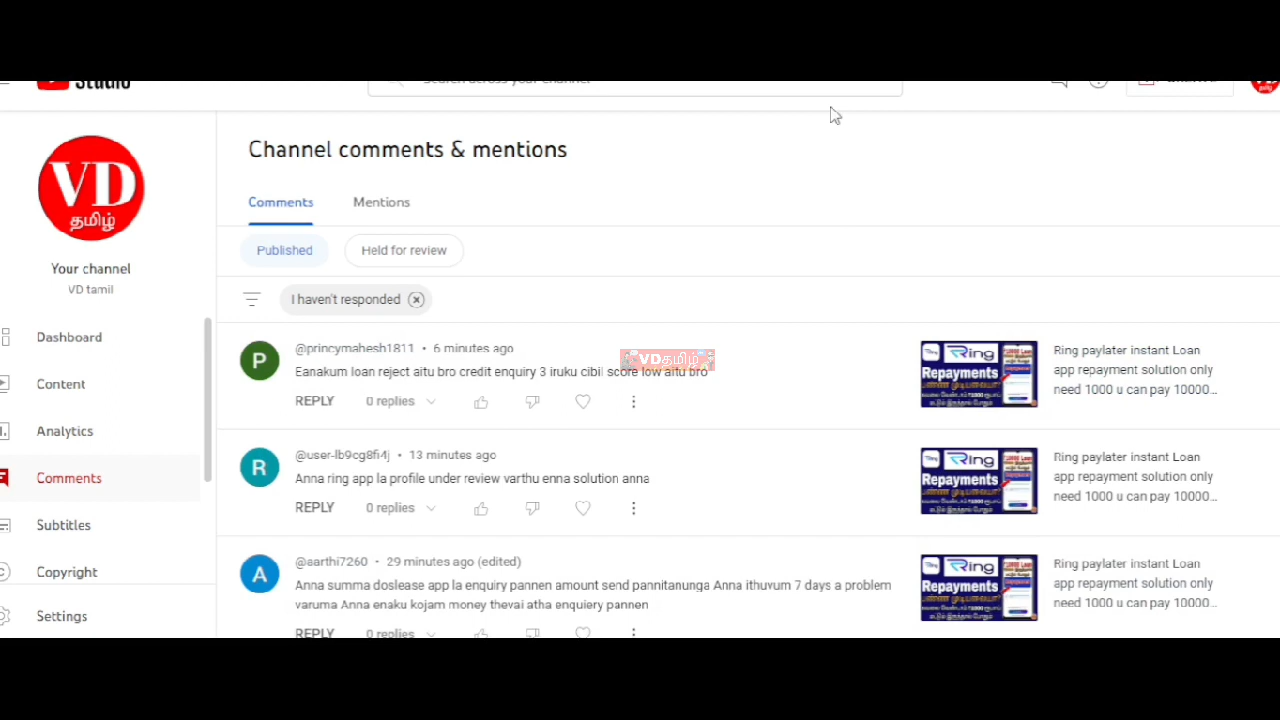 Studio
Search across your channel
Channel comments & mentions
VD
தமிழ்
Your channel
VD tamil
Dashboard
Content
Analytics
Comments
Subtitles
Copyright
Settings
Comments Mentions
Published Held for review
I haven't responded
P
@princymahesh1811 • 6 minutes ago
Eanakum loan reject aitu bro credit enquiry 3 iruku cibil score low aitu bro
VDதமிழ்
REPLY 0 replies
Ring
Repayments
Ring paylater instant Loan
app repayment solution only
need 1000 u can pay 10000...
R
@user-lb9cg8fi4j • 13 minutes ago
Anna ring app la profile under review varthu enna solution anna
REPLY 0 replies
Ring
Repayments
Ring paylater instant Loan
app repayment solution only
need 1000 u can pay 10000...
A
@aarthi7260 • 29 minutes ago (edited)
Anna summa doslease app la enquiry pannen amount send pannitanunga Anna ithuvum 7 days a problem
varuma Anna enaku kojam money thevai atha enquiery pannen
REPLY 0 replies
Ring
Repayments
Ring paylater instant Loan
app repayment solution only
need 1000 u can pay 10000...